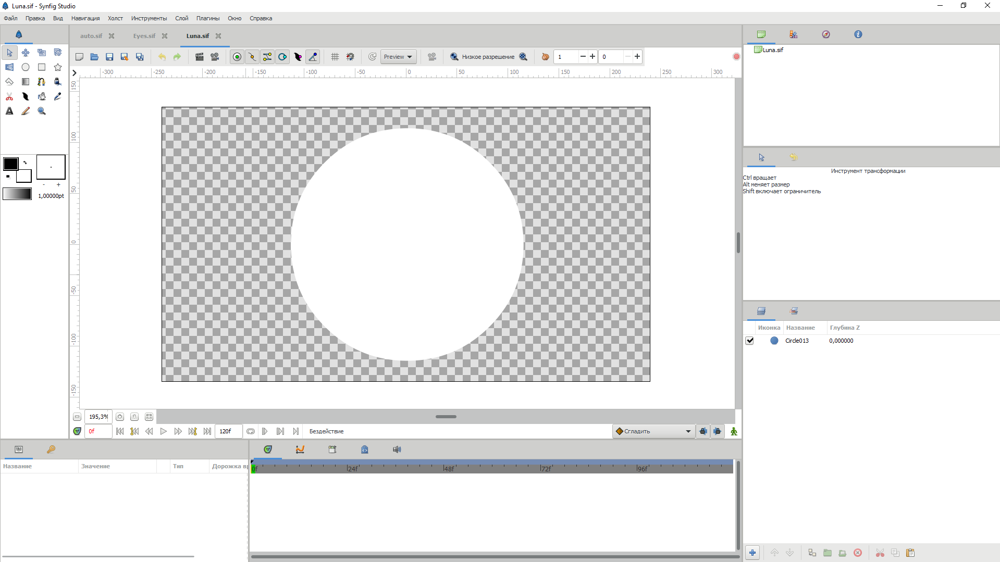 Luna.sif - Synfig Studio
Файл Правка Вид Навигация Холст Инструменты Слой Плагины Окно Справка
auto.sif Eyes.sif Luna.sif
Preview Низкое разрешение 1 0
-300 -250 -200 -150 -100 -50 0 50 100 150 200 250 300
150
100
50
0
-50
-100
-150
- +
1,00000pt
Luna.sif
Инструмент трансформации
Ctrl вращает
Alt меняет размер
Shift включает ограничитель
Иконка Название Глубина Z
Circle013 0,000000
195,3%
0f 120f Бездействие Сгладить
Название Значение Тип Дорожка
0f 24f 48f 72f 96f